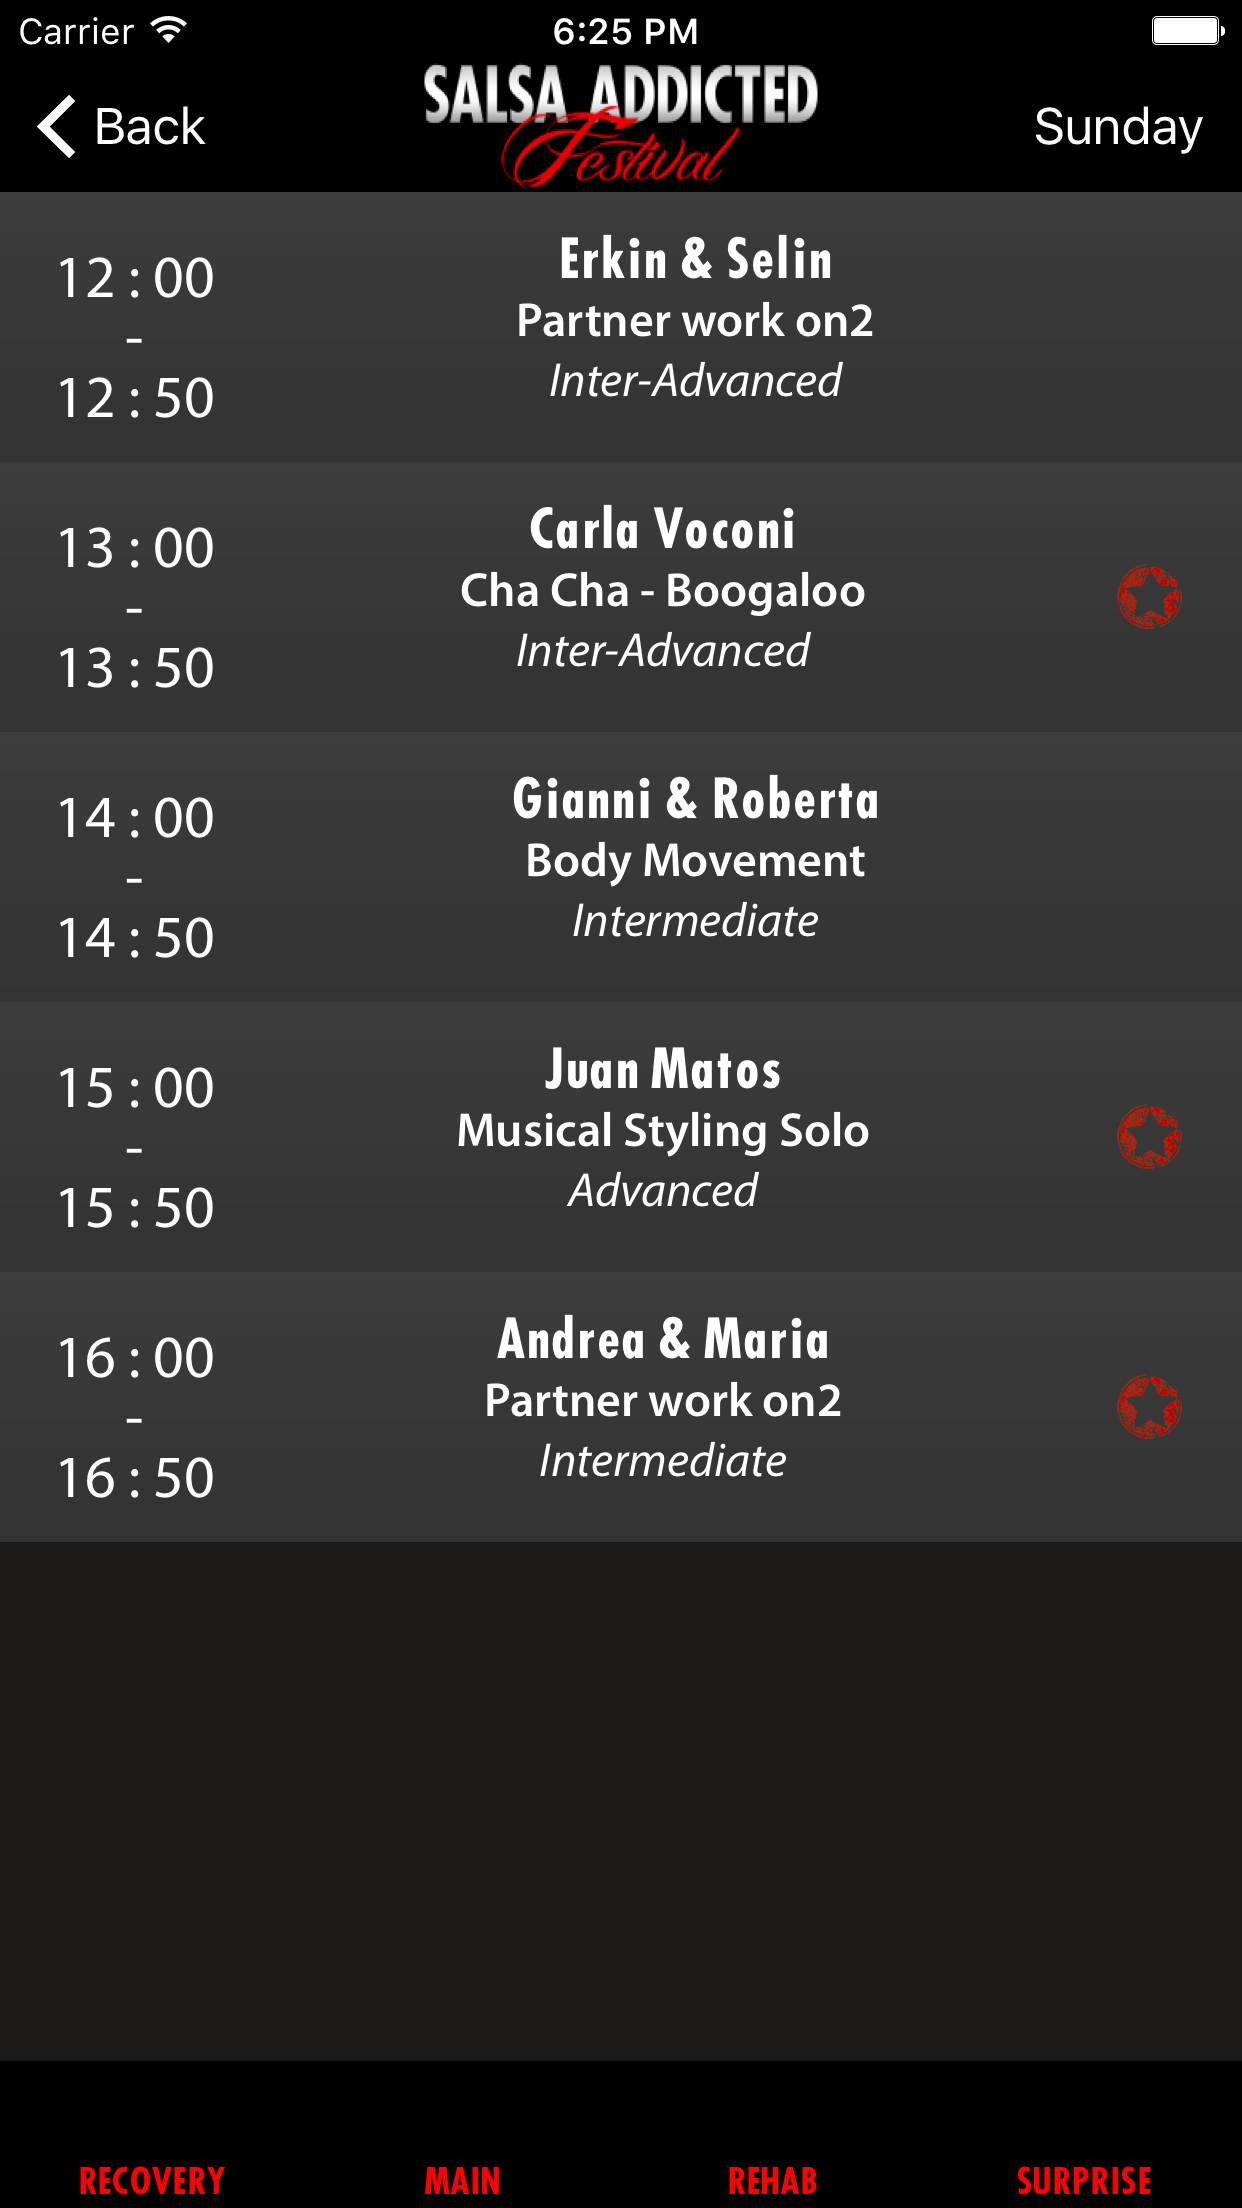 Carrier 6:25 PM
Back SALSA ADDICTED Sunday
Festival
12 : 00 - 12 : 50
Erkin & Selin
Partner work on2
Inter-Advanced
13 : 00 - 13 : 50
Carla Voconi
Cha Cha - Boogaloo
Inter-Advanced
14 : 00 - 14 : 50
Gianni & Roberta
Body Movement
Intermediate
15 : 00 - 15 : 50
Juan Matos
Musical Styling Solo
Advanced
16 : 00 - 16 : 50
Andrea & Maria
Partner work on2
Intermediate
RECOVERY MAIN REHAB SURPRISE